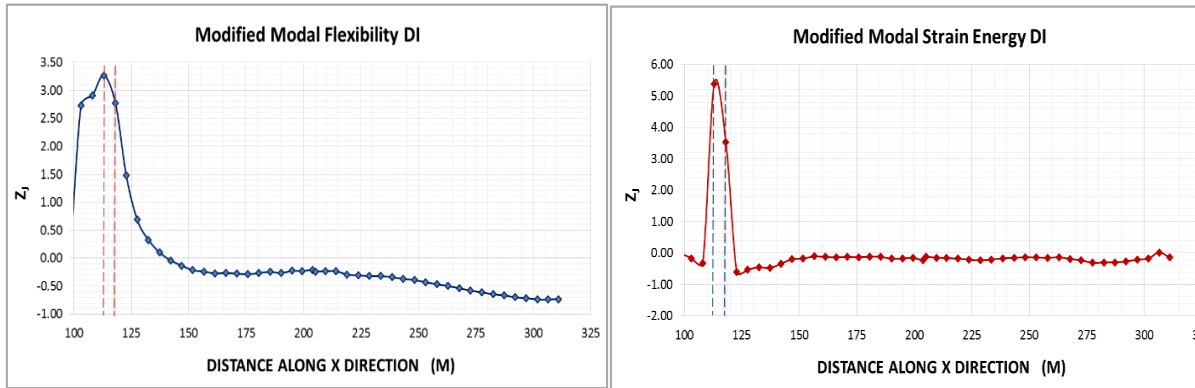 Modified Modal Flexibility DI
3.50
3.00
2.50
2.00
1.50
1.00
0.50
0.00
-0.50
-1.00
ZJ
100 125 150 175 200 225 250 275 300 325
DISTANCE ALONG X DIRECTION (M)
Modified Modal Strain Energy DI
6.00
5.00
4.00
3.00
2.00
1.00
0.00
-1.00
-2.00
ZJ
100 125 150 175 200 225 250 275 300
DISTANCE ALONG X DIRECTION (M)